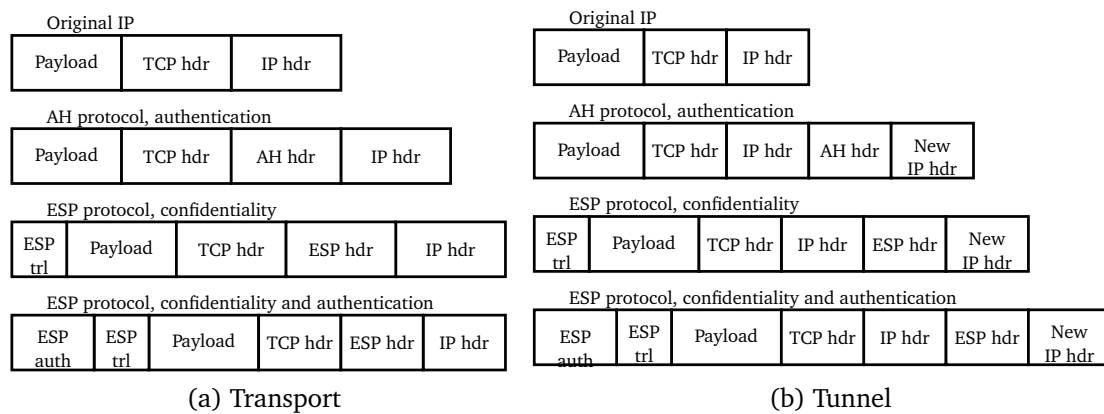 Original IP
Payload TCP hdr IP hdr
AH protocol, authentication
Payload TCP hdr AH hdr IP hdr
ESP protocol, confidentiality
ESP trl Payload TCP hdr ESP hdr IP hdr
ESP protocol, confidentiality and authentication
ESP auth ESP trl Payload TCP hdr ESP hdr IP hdr
(a) Transport
Original IP
Payload TCP hdr IP hdr
AH protocol, authentication
Payload TCP hdr IP hdr AH hdr New IP hdr
ESP protocol, confidentiality
ESP trl Payload TCP hdr IP hdr ESP hdr New IP hdr
ESP protocol, confidentiality and authentication
ESP auth ESP trl Payload TCP hdr IP hdr ESP hdr New IP hdr
(b) Tunnel